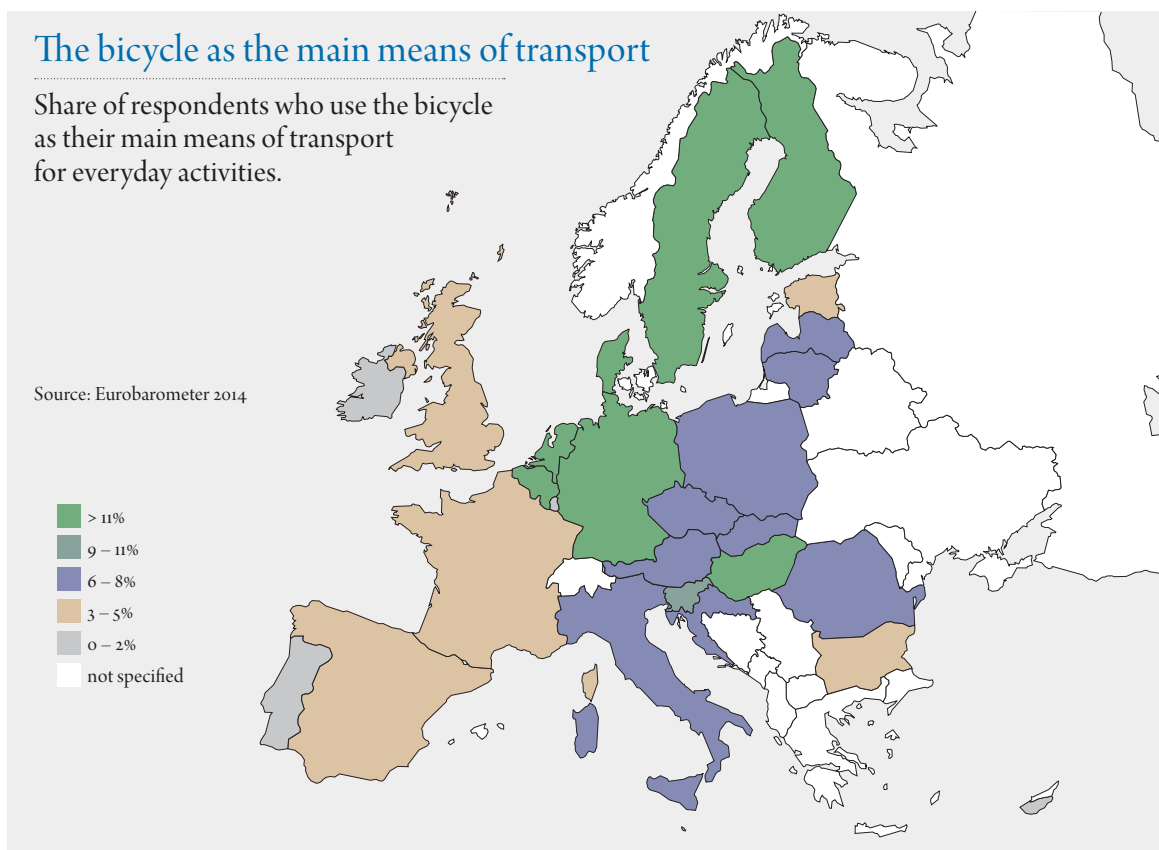 The bicycle as the main means of transport
Share of respondents who use the bicycle
as their main means of transport
for everyday activities.
Source: Eurobarometer 2014
> 11%
9 – 11%
6 – 8%
3 – 5%
0 – 2%
not specified